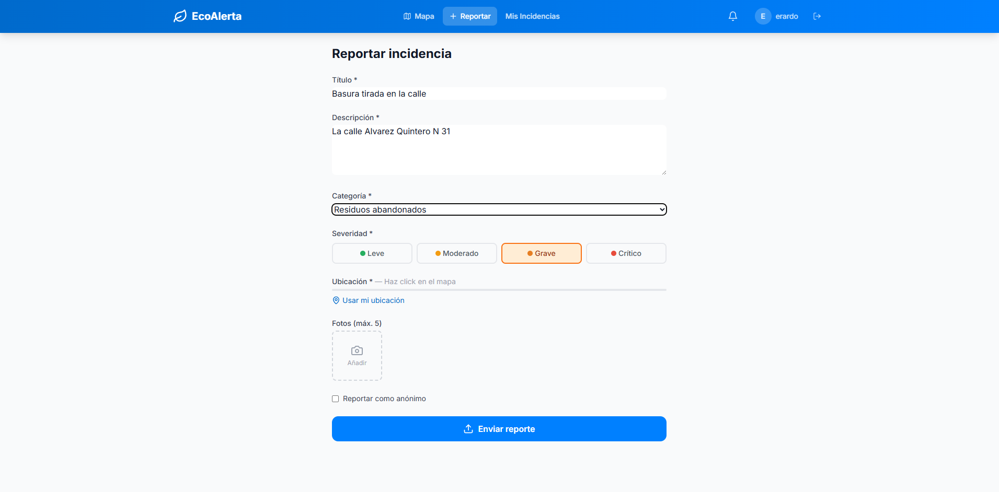 EcoAlerta
Mapa
Reportar
Mis Incidencias
E
erardo
Reportar incidencia
Título *
Basura tirada en la calle
Descripción *
La calle Alvarez Quintero N 31
Categoría *
Residuos abandonados
Severidad *
Leve
Moderado
Grave
Crítico
Ubicación * — Haz click en el mapa
Usar mi ubicación
Fotos (máx. 5)
Añadir
Reportar como anónimo
Enviar reporte